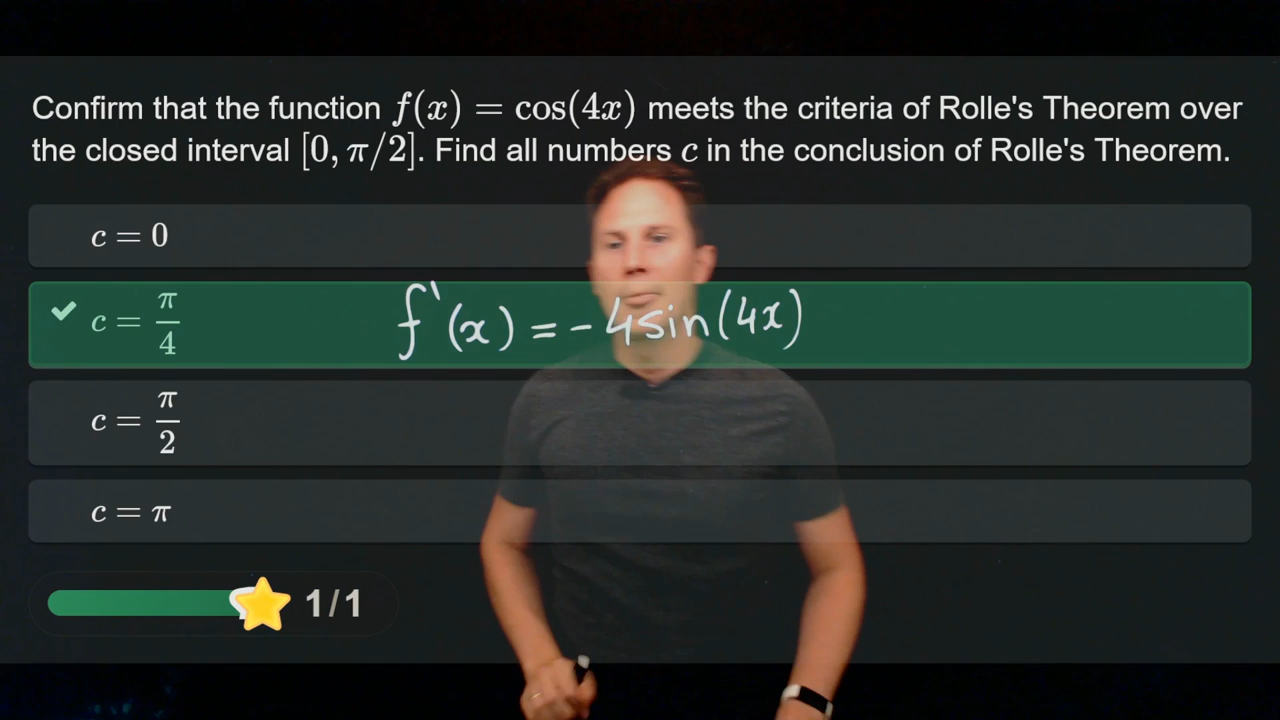 Confirm that the function f(x) = cos(4x) meets the criteria of Rolle's Theorem over
the closed interval [0, π/2]. Find all numbers c in the conclusion of Rolle's Theorem.
c = 0
c = π/4
f'(x) = -4sin(4x)
c = π/2
c = π
1/1